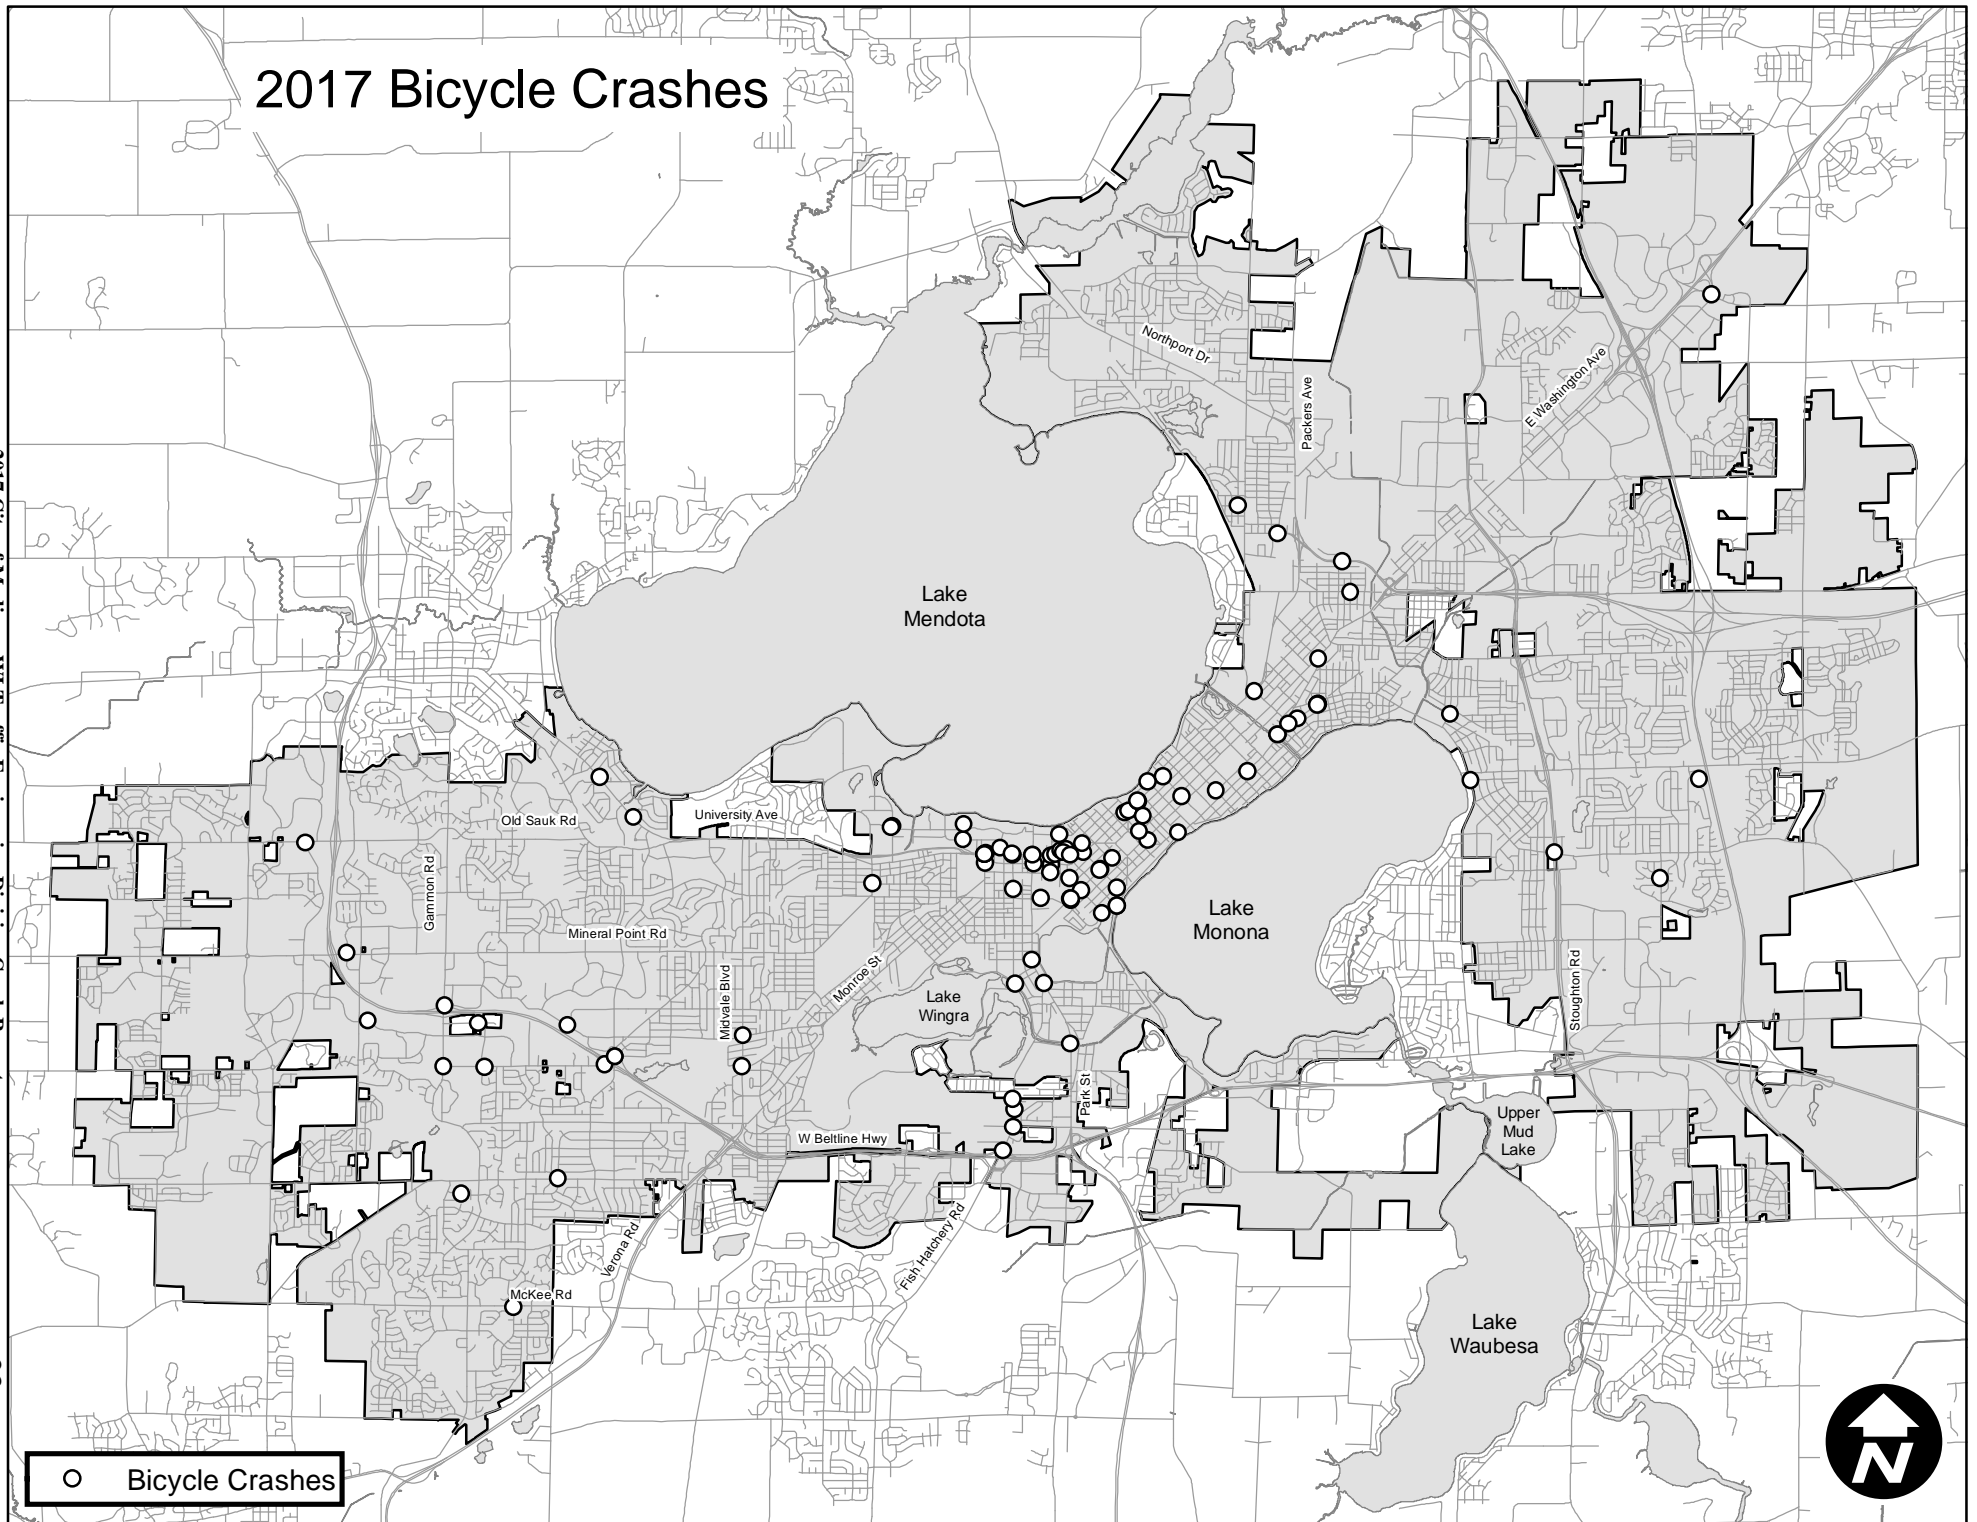 2017 Bicycle Crashes
Northport Dr
Packers Ave
E Washington Ave
Lake
Mendota
Old Sauk Rd
University Ave
Gammon Rd
Mineral Point Rd
Midvale Blvd
Monroe St
Lake
Wingra
Lake
Monona
Stoughton Rd
Park St
W Beltline Hwy
Upper
Mud
Lake
Verona Rd
Fish Hatchery Rd
McKee Rd
Lake
Waubesa
Bicycle Crashes
N